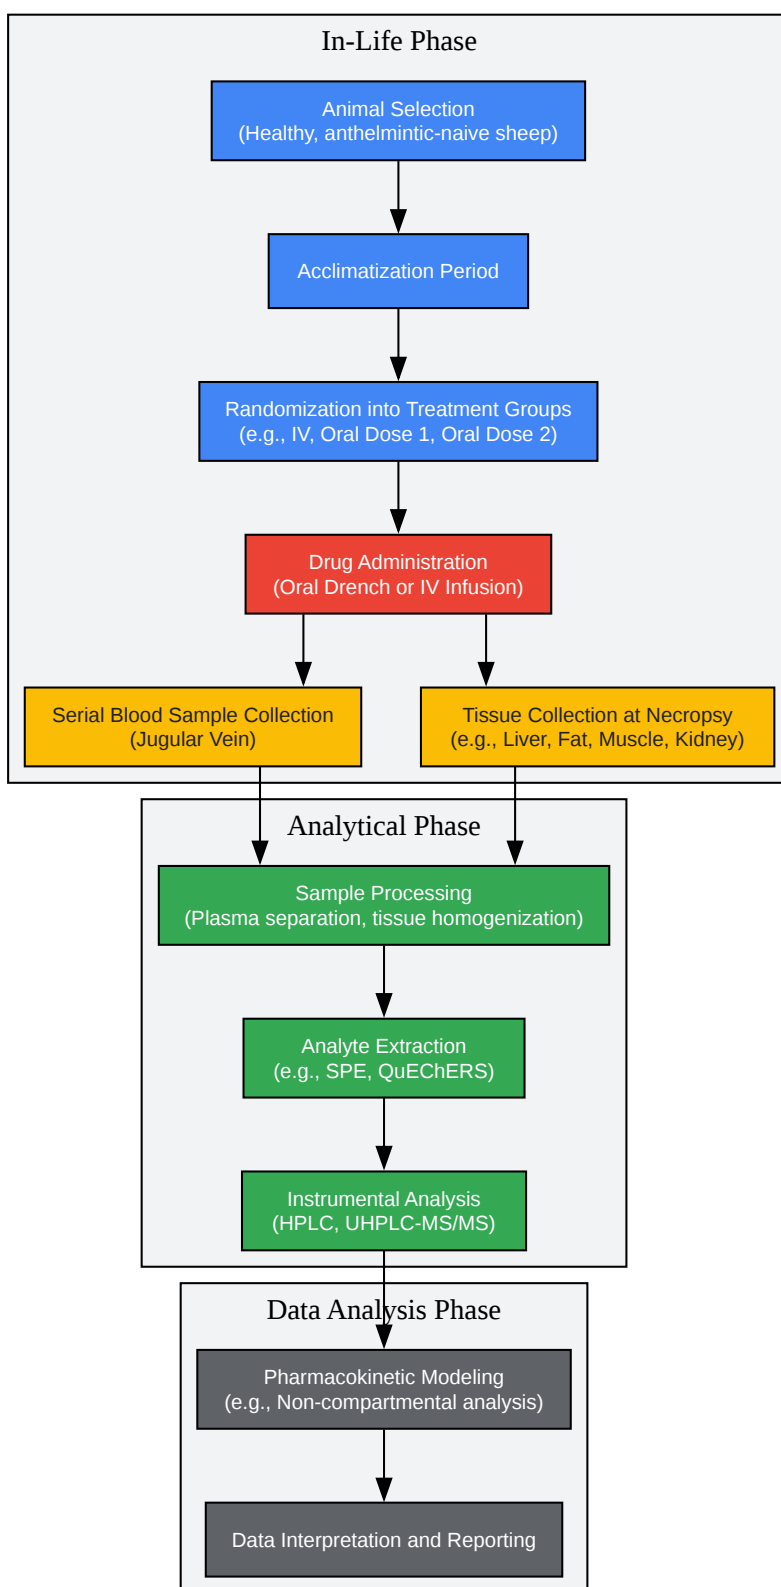 In-Life Phase
Animal Selection
(Healthy, anthelmintic-naive sheep)
Acclimatization Period
Randomization into Treatment Groups
(e.g., IV, Oral Dose 1, Oral Dose 2)
Drug Administration
(Oral Drench or IV Infusion)
Serial Blood Sample Collection
(Jugular Vein)
Tissue Collection at Necropsy
(e.g., Liver, Fat, Muscle, Kidney)
Analytical Phase
Sample Processing
(Plasma separation, tissue homogenization)
Analyte Extraction
(e.g., SPE, QuEChERS)
Instrumental Analysis
(HPLC, UHPLC-MS/MS)
Data Analysis Phase
Pharmacokinetic Modeling
(e.g., Non-compartmental analysis)
Data Interpretation and Reporting